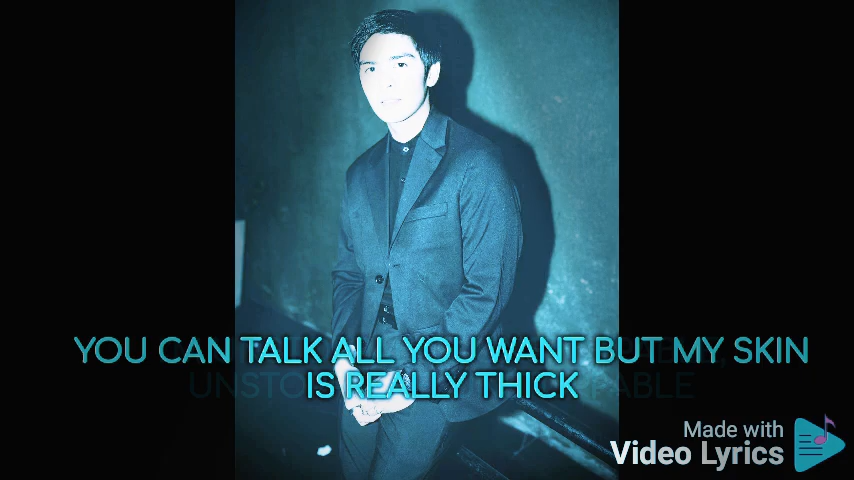 YOU CAN TALK ALL YOU WANT BUT MY SKIN
IS REALLY THICK
Made with
Video Lyrics